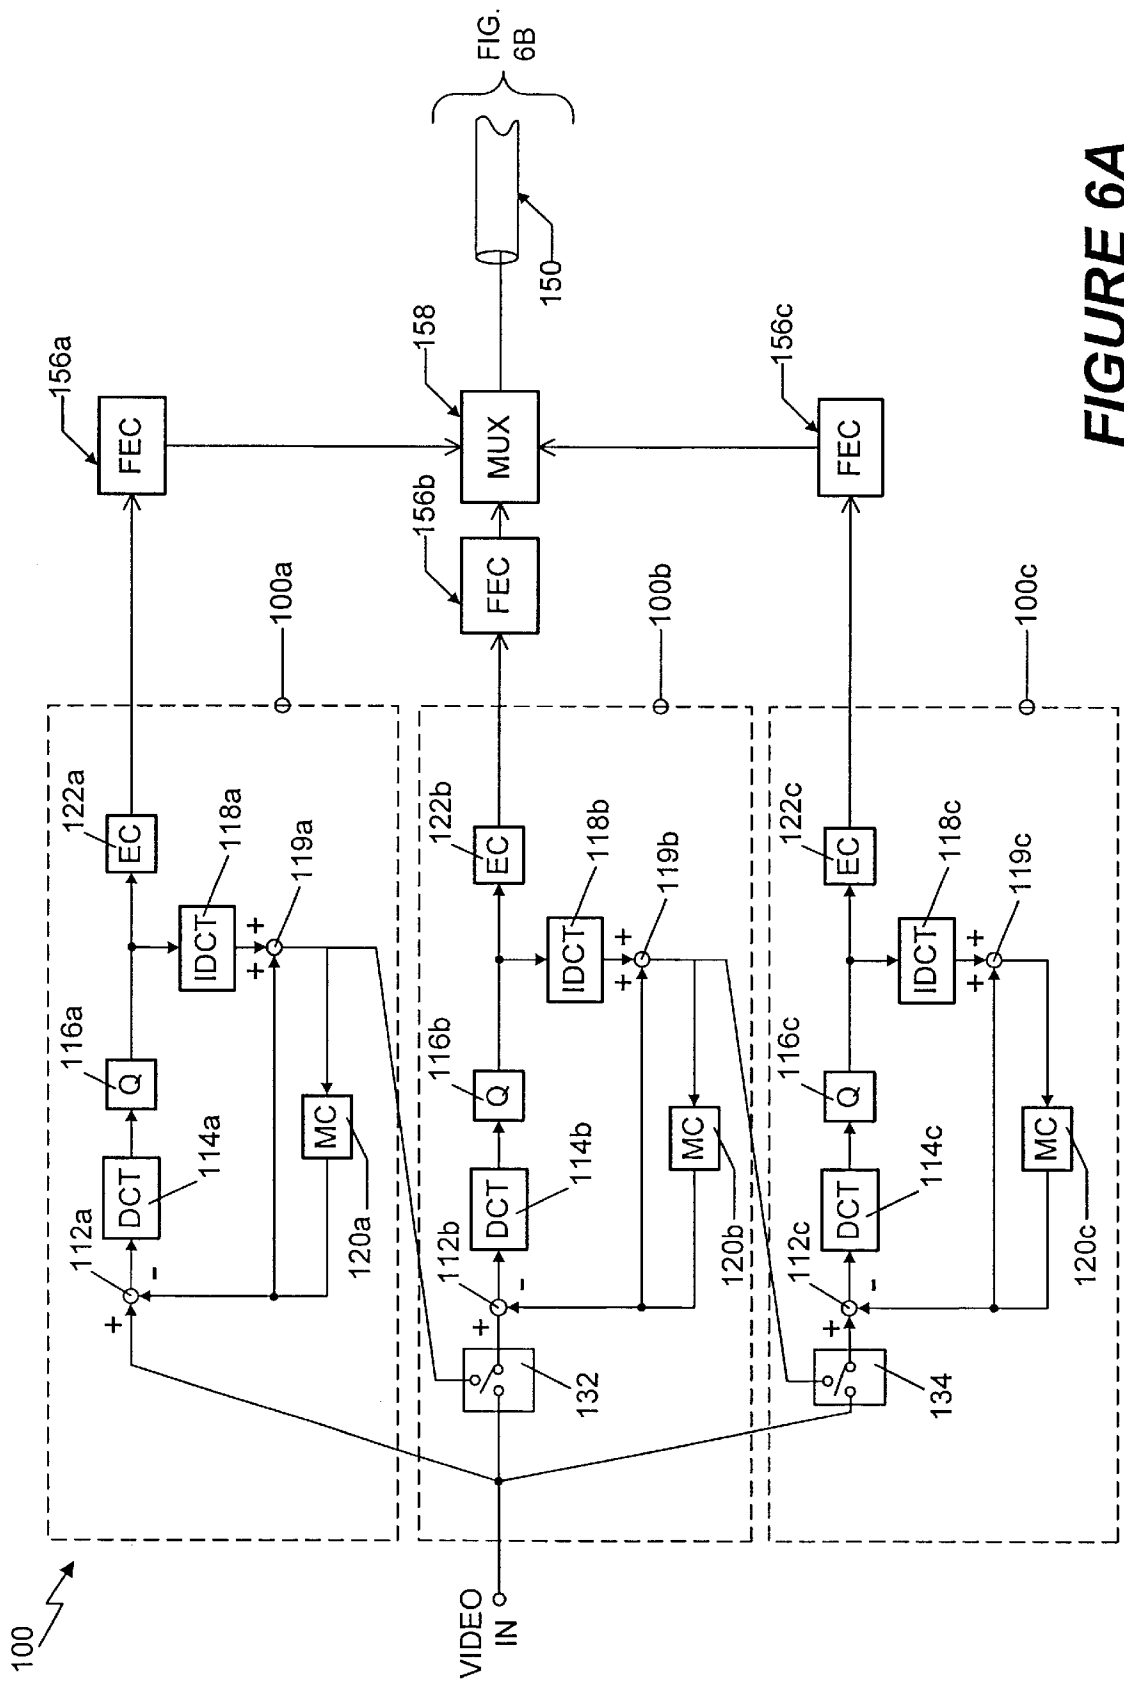 100
VIDEO
IN
112a
+
-
DCT
114a
116a
Q
MC
120a
122a
EC
IDCT
118a
+
+
119a
100a
156a
FEC
132
112b
+
-
DCT
114b
116b
Q
MC
120b
122b
EC
IDCT
118b
+
+
119b
100b
156b
FEC
158
MUX
150
FIG.
6B
134
112c
+
-
DCT
114c
116c
Q
MC
120c
122c
EC
IDCT
118c
+
+
119c
100c
156c
FEC
FIGURE 6A